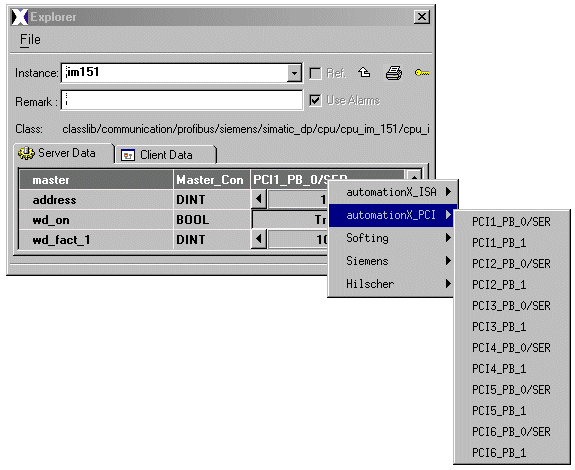 Explorer
File
Instance: im151
Ref.
Remark :
Use Alarms
Class: classlib/communication/profibus/siemens/simatic_dp/cpu/cpu_im_151/cpu_i
Server Data Client Data
master Master_Con PCI1_PB_0/SER
address DINT 1
wd_on BOOL Tr
wd_fact_1 DINT 10
automationX_ISA
automationX_PCI
Softing
Siemens
Hilscher
PCI1_PB_0/SER
PCI1_PB_1
PCI2_PB_0/SER
PCI2_PB_1
PCI3_PB_0/SER
PCI3_PB_1
PCI4_PB_0/SER
PCI4_PB_1
PCI5_PB_0/SER
PCI5_PB_1
PCI6_PB_0/SER
PCI6_PB_1